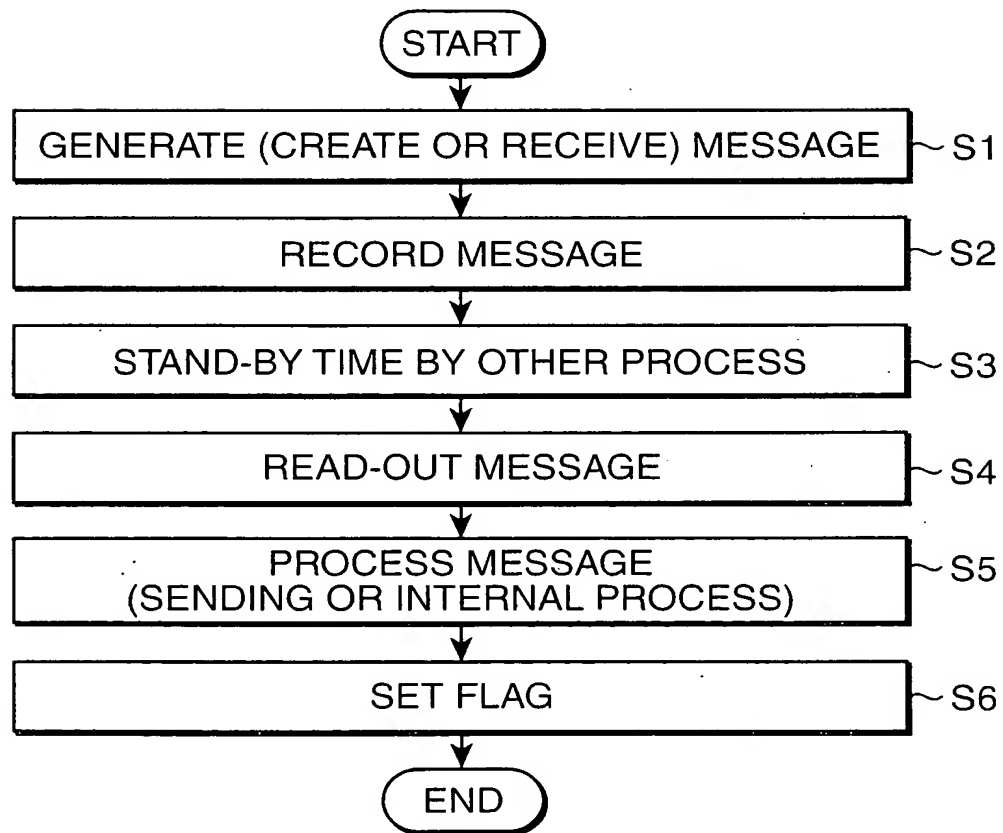 START
GENERATE (CREATE OR RECEIVE) MESSAGE
S1
RECORD MESSAGE
S2
STAND-BY TIME BY OTHER PROCESS
S3
READ-OUT MESSAGE
S4
PROCESS MESSAGE
(SENDING OR INTERNAL PROCESS)
S5
SET FLAG
S6
END